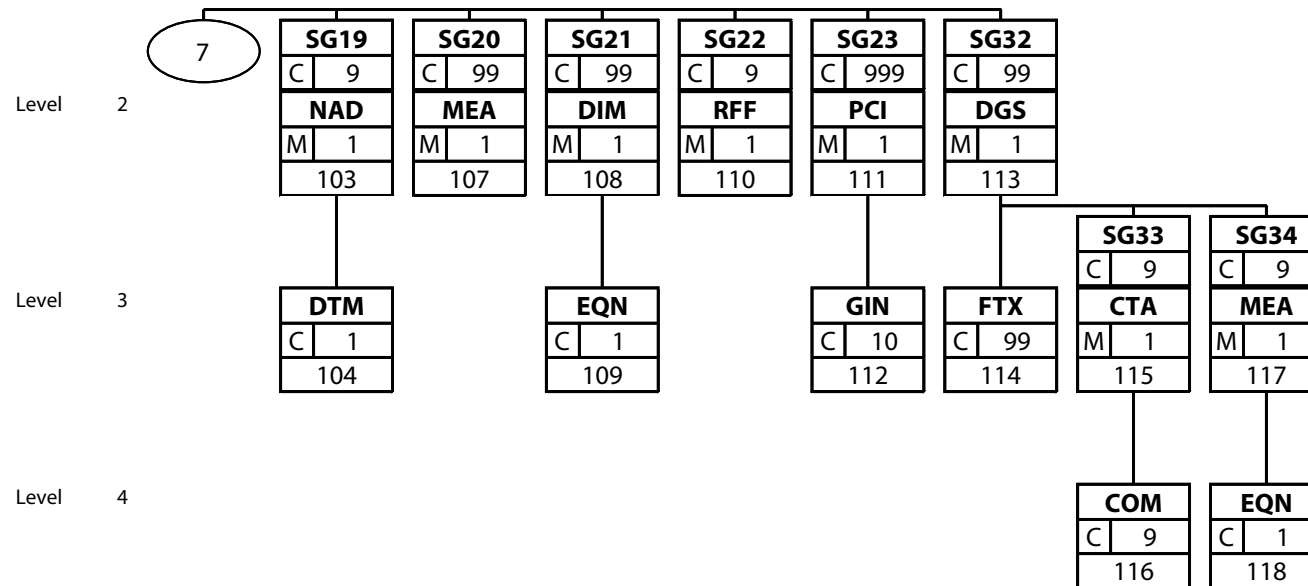 7
SG19 SG20 SG21 SG22 SG23 SG32
C 9 C 99 C 99 C 9 C 999 C 99
Level 2 NAD MEA DIM RFF PCI DGS
M 1 M 1 M 1 M 1 M 1 M 1
103 107 108 110 111 113
SG33 SG34
C 9 C 9
Level 3 DTM EQN GIN FTX CTA MEA
C 1 C 1 C 10 C 99 M 1 M 1
104 109 112 114 115 117
Level 4 COM EQN
C 9 C 1
116 118